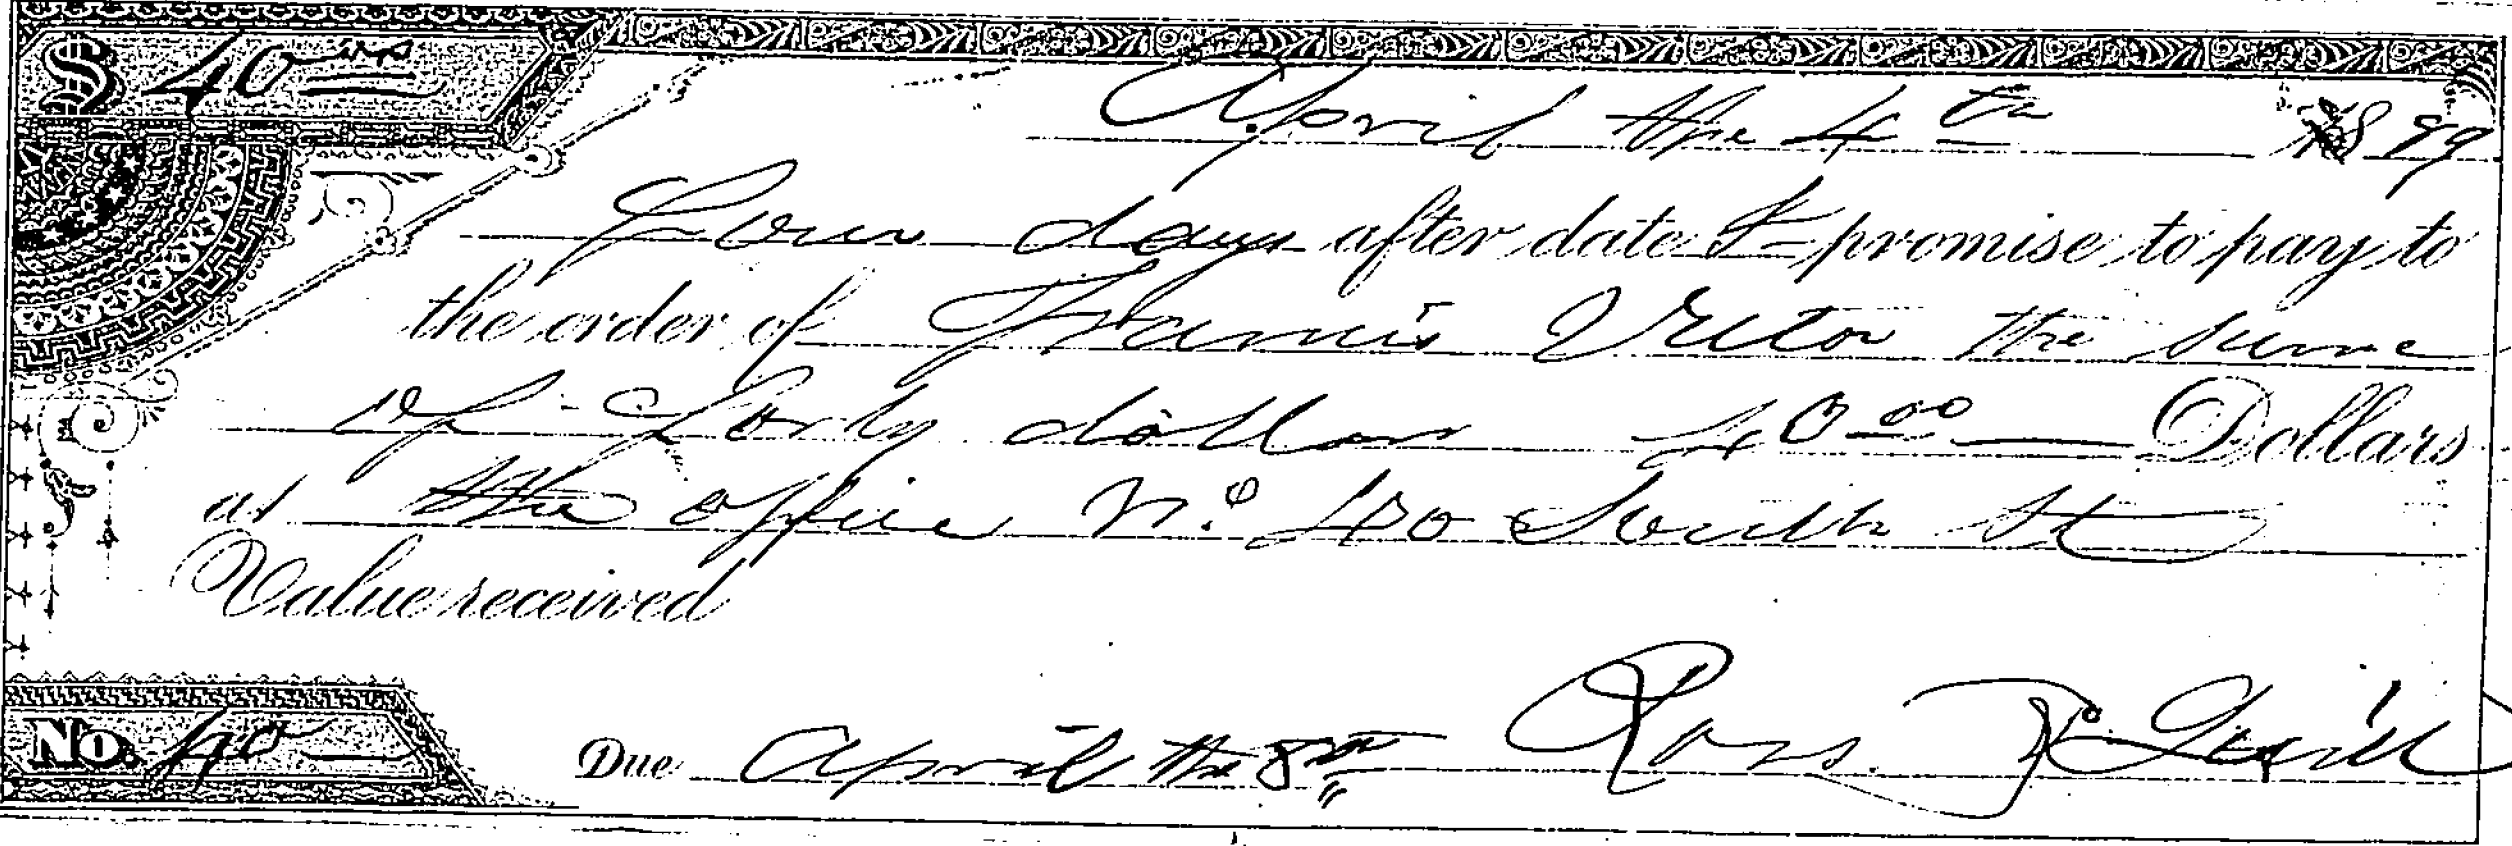 $ 40
April the 4th 1899
Four days after date I promise to pay to
the order of Francis the sume
of Forty dollars 40 00 Dollars
at the office No. 40 South St
Value received
No. 40
Due April the 8th